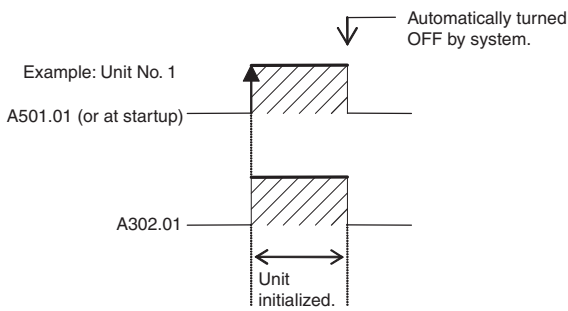 Automatically turned
OFF by system.
Example: Unit No. 1
A501.01 (or at startup)
A302.01
Unit
initialized.